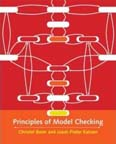 Principles of Model Checking
Christel Baier and Joost-Pieter Katoen